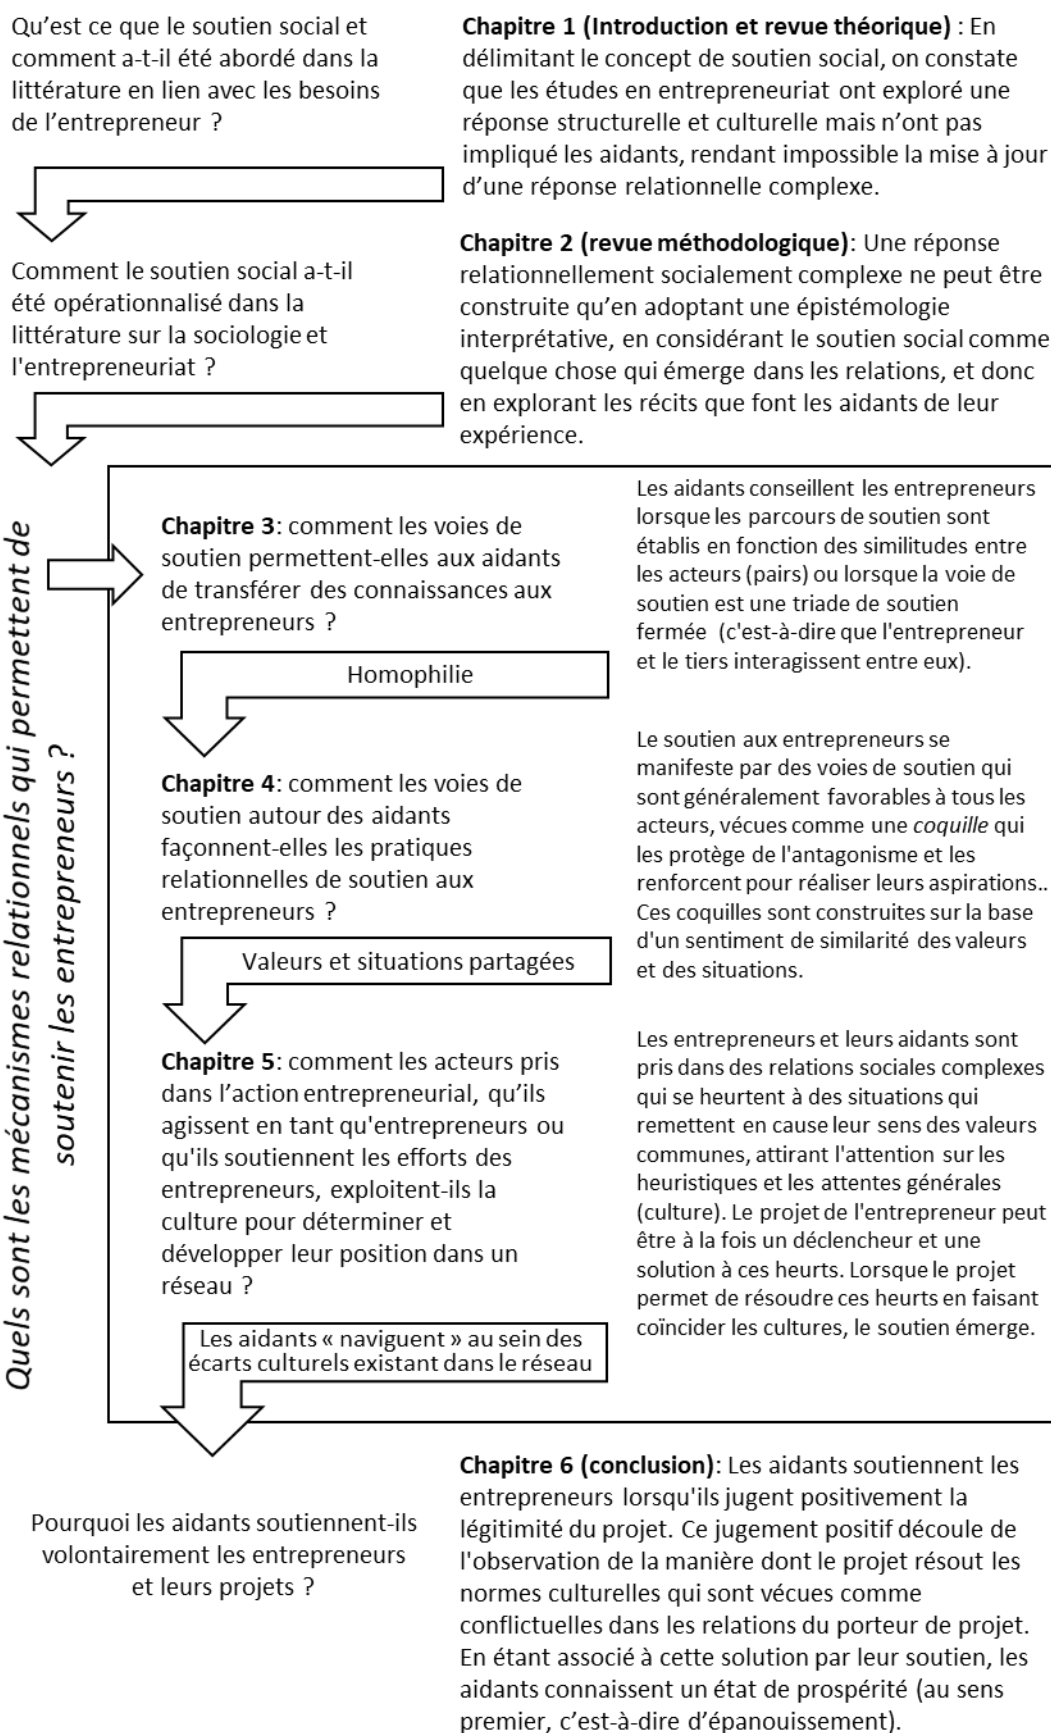 Qu’est ce que le soutien social et
comment a-t-il été abordé dans la
littérature en lien avec les besoins
de l’entrepreneur ?
Chapitre 1 (Introduction et revue théorique) : En
délimitant le concept de soutien social, on constate
que les études en entrepreneuriat ont exploré une
réponse structurelle et culturelle mais n’ont pas
impliqué les aidants, rendant impossible la mise à jour
d’une réponse relationnelle complexe.
Comment le soutien social a-t-il
été opérationnalisé dans la
littérature sur la sociologie et
l'entrepreneuriat ?
Chapitre 2 (revue méthodologique): Une réponse
relationnellement socialement complexe ne peut être
construite qu’en adoptant une épistémologie
interprétative, en considérant le soutien social comme
quelque chose qui émerge dans les relations, et donc
en explorant les récits que font les aidants de leur
expérience.
Quels sont les mécanismes relationnels qui permettent de
soutenir les entrepreneurs ?
Chapitre 3: comment les voies de
soutien permettent-elles aux aidants
de transférer des connaissances aux
entrepreneurs ?
Les aidants conseillent les entrepreneurs
lorsque les parcours de soutien sont
établis en fonction des similitudes entre
les acteurs (pairs) ou lorsque la voie de
soutien est une triade de soutien
fermée (c'est-à-dire que l'entrepreneur
et le tiers interagissent entre eux).
Homophilie
Chapitre 4: comment les voies de
soutien autour des aidants
façonnent-elles les pratiques
relationnelles de soutien aux
entrepreneurs ?
Le soutien aux entrepreneurs se
manifeste par des voies de soutien qui
sont généralement favorables à tous les
acteurs, vécues comme une coquille qui
les protège de l'antagonisme et les
renforcent pour réaliser leurs aspirations..
Ces coquilles sont construites sur la base
d'un sentiment de similarité des valeurs
et des situations.
Valeurs et situations partagées
Chapitre 5: comment les acteurs pris
dans l’action entrepreneurial, qu’ils
agissent en tant qu'entrepreneurs ou
qu'ils soutiennent les efforts des
entrepreneurs, exploitent-ils la
culture pour déterminer et
développer leur position dans un
réseau ?
Les entrepreneurs et leurs aidants sont
pris dans des relations sociales complexes
qui se heurtent à des situations qui
remettent en cause leur sens des valeurs
communes, attirant l'attention sur les
heuristiques et les attentes générales
(culture). Le projet de l'entrepreneur peut
être à la fois un déclencheur et une
solution à ces heurts. Lorsque le projet
permet de résoudre ces heurts en faisant
coïncider les cultures, le soutien émerge.
Les aidants « naviguent » au sein des
écarts culturels existant dans le réseau
Pourquoi les aidants soutiennent-ils
volontairement les entrepreneurs
et leurs projets ?
Chapitre 6 (conclusion): Les aidants soutiennent les
entrepreneurs lorsqu'ils jugent positivement la
légitimité du projet. Ce jugement positif découle de
l'observation de la manière dont le projet résout les
normes culturelles qui sont vécues comme
conflictuelles dans les relations du porteur de projet.
En étant associé à cette solution par leur soutien, les
aidants connaissent un état de prospérité (au sens
premier, c’est-à-dire d’épanouissement).